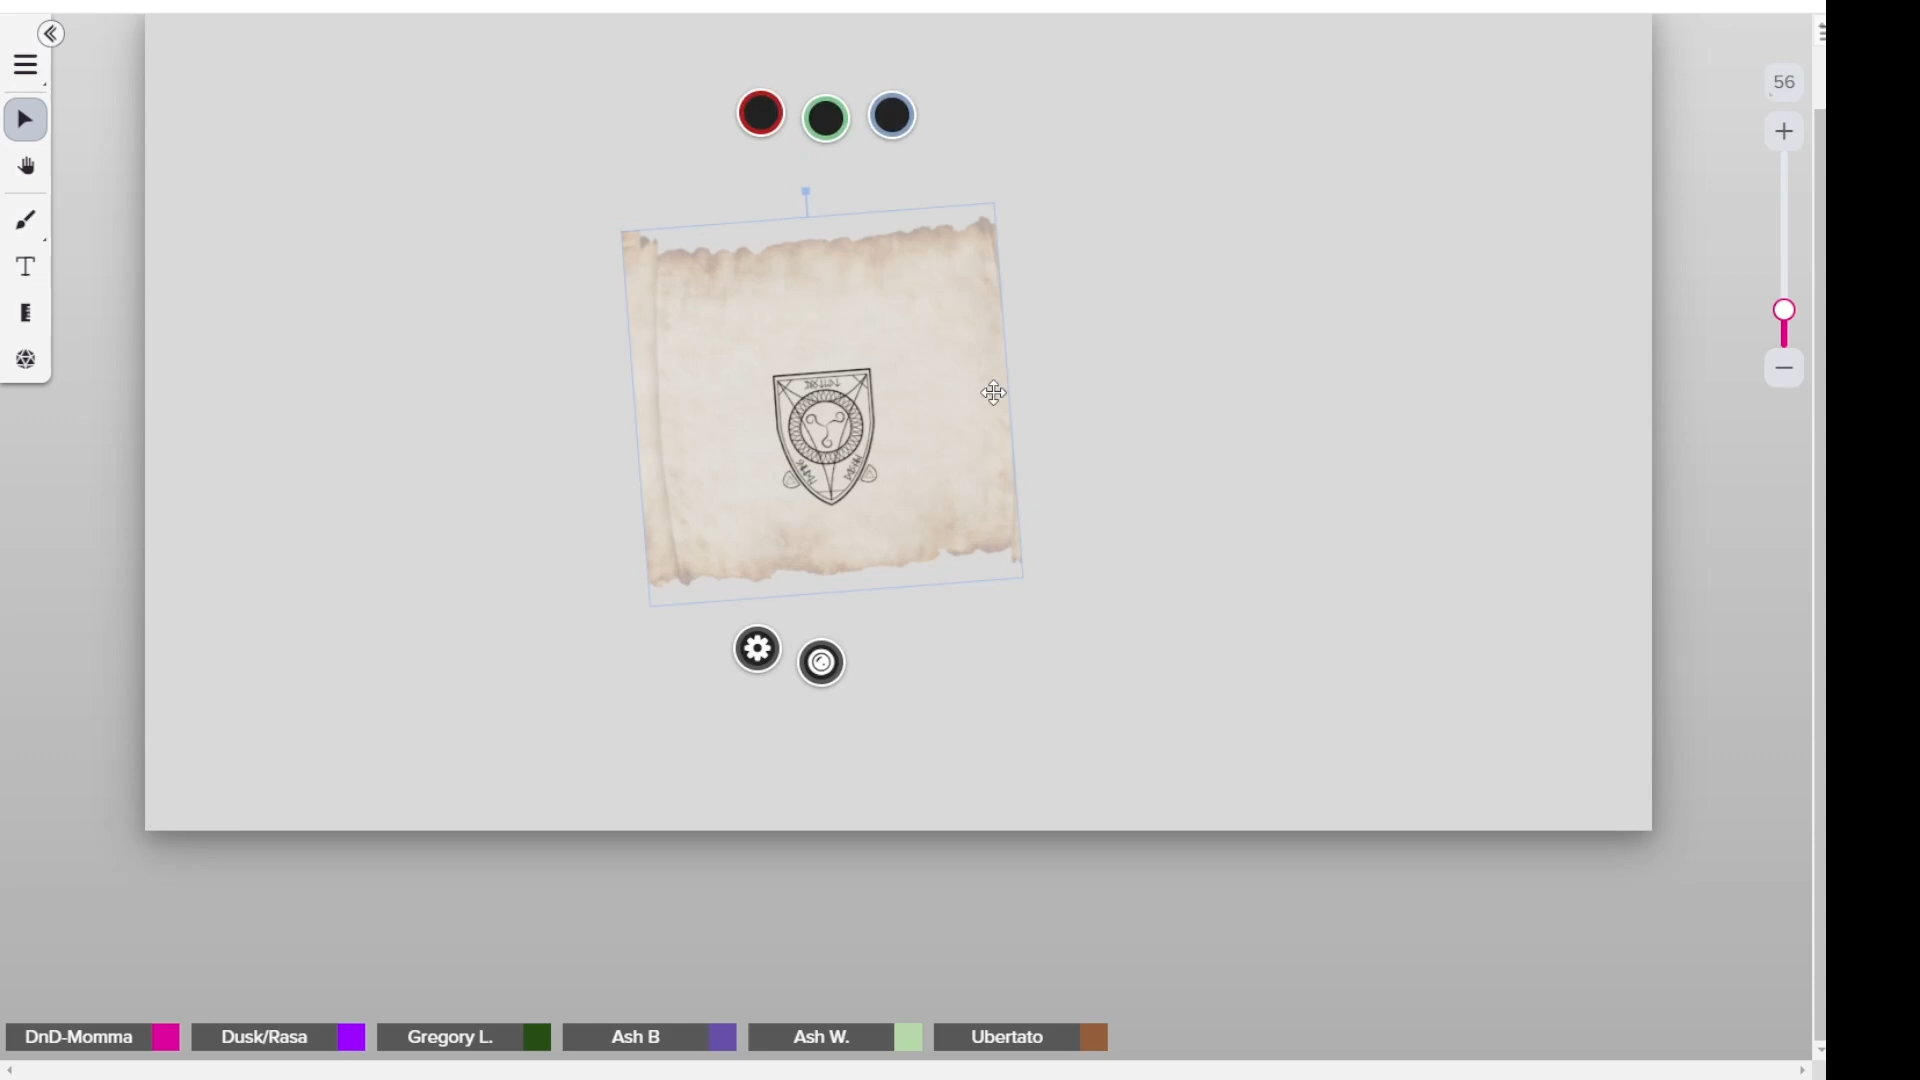 56
DnD-Momma
Dusk/Rasa
Gregory L.
Ash B
Ash W.
Ubertato